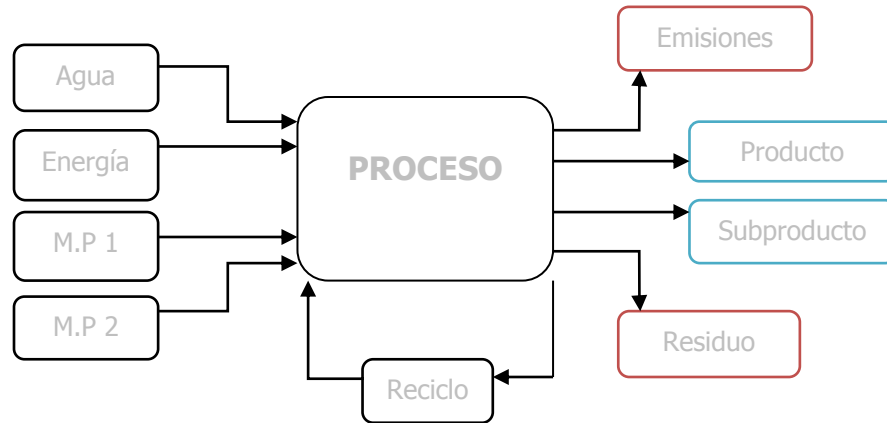 Emisiones
Agua
Energía
PROCESO
Producto
M.P 1
Subproducto
M.P 2
Residuo
Reciclo